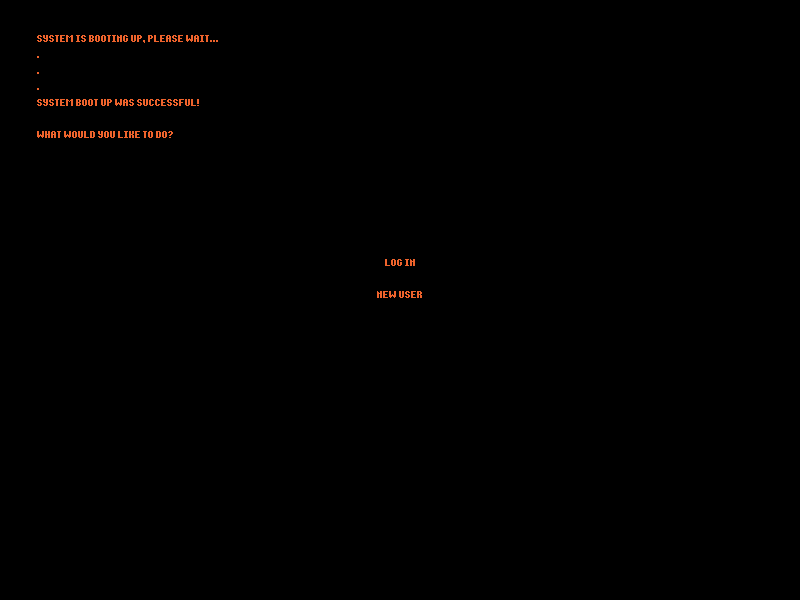 SYSTEM IS BOOTING UP, PLEASE WAIT...
.
.
.
SYSTEM BOOT UP WAS SUCCESSFUL!
WHAT WOULD YOU LIKE TO DO?
LOG IN
NEW USER